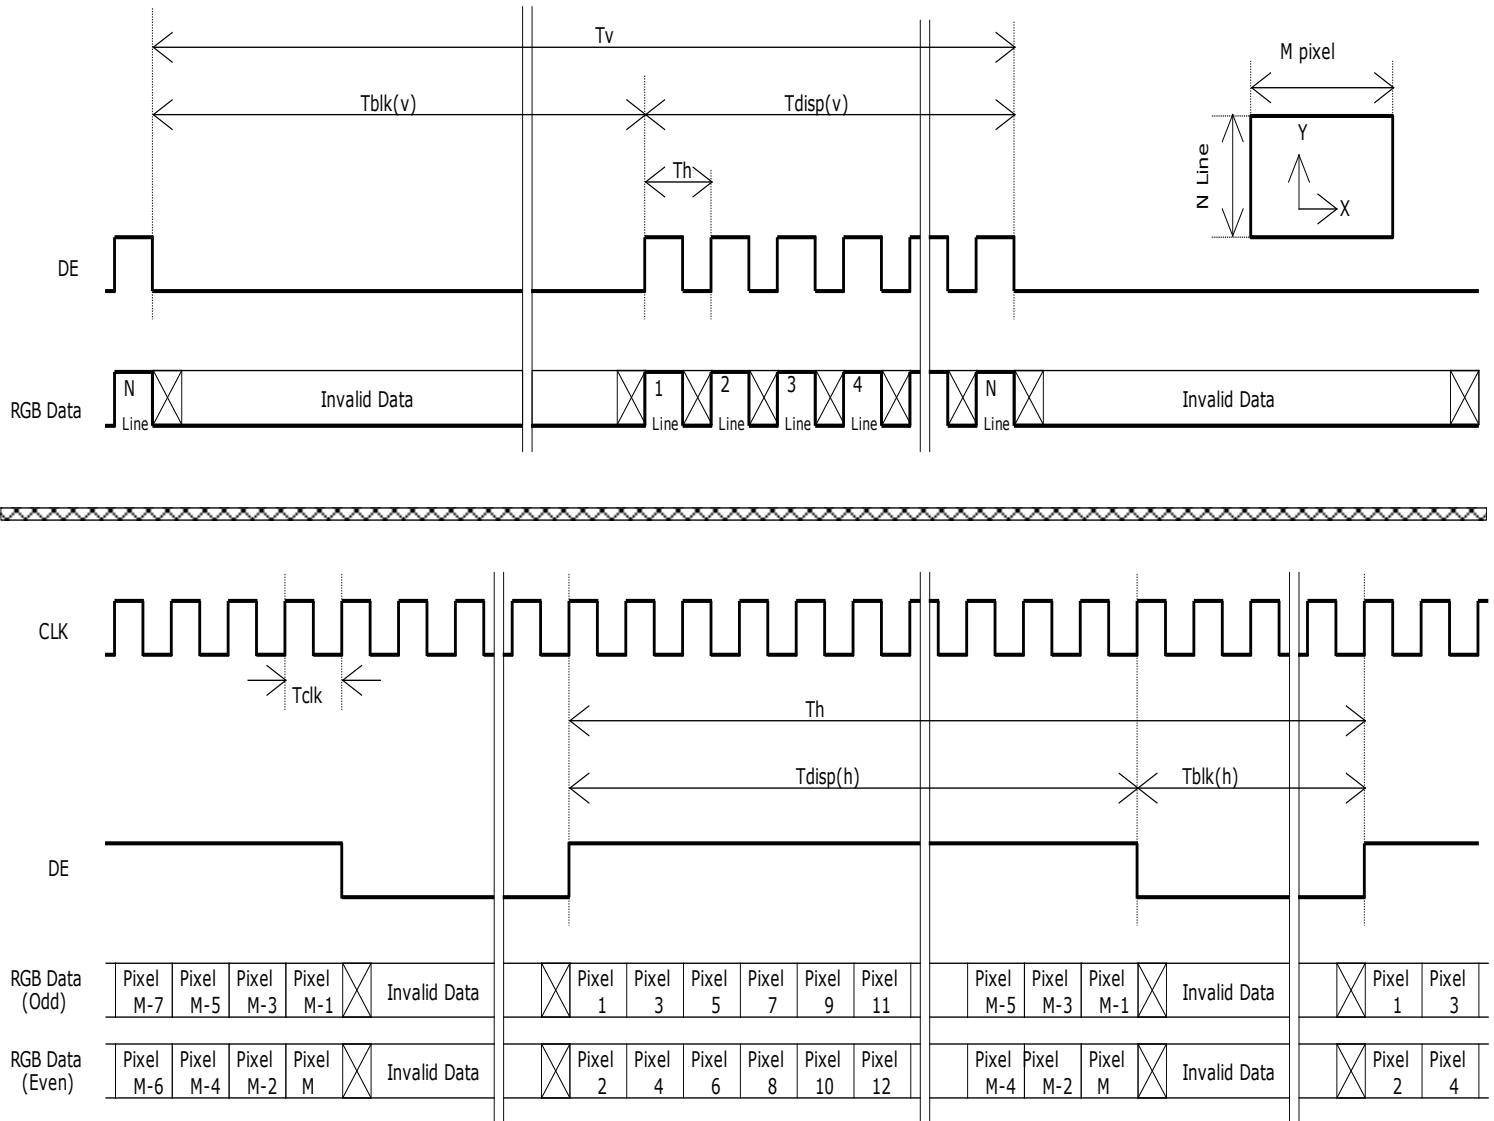 Tv
M pixel
Tblk(v)
Tdisp(v)
Y
N Line
Th
X
DE
N
1
2
3
4
N
Invalid Data
Invalid Data
RGB Data
Line
Line
Line
Line
Line
Line
CLK
Tclk
Th
Tdisp(h)
Tblk(h)
DE
RGB Data
(Odd)
Pixel Pixel Pixel Pixel
M-7 M-5 M-3 M-1
Invalid Data
Pixel Pixel Pixel Pixel Pixel Pixel
1 3 5 7 9 11
Pixel Pixel Pixel
M-5 M-3 M-1
Invalid Data
Pixel Pixel
1 3
RGB Data
(Even)
Pixel Pixel Pixel Pixel
M-6 M-4 M-2 M
Invalid Data
Pixel Pixel Pixel Pixel Pixel Pixel
2 4 6 8 10 12
Pixel Pixel Pixel
M-4 M-2 M
Invalid Data
Pixel Pixel
2 4